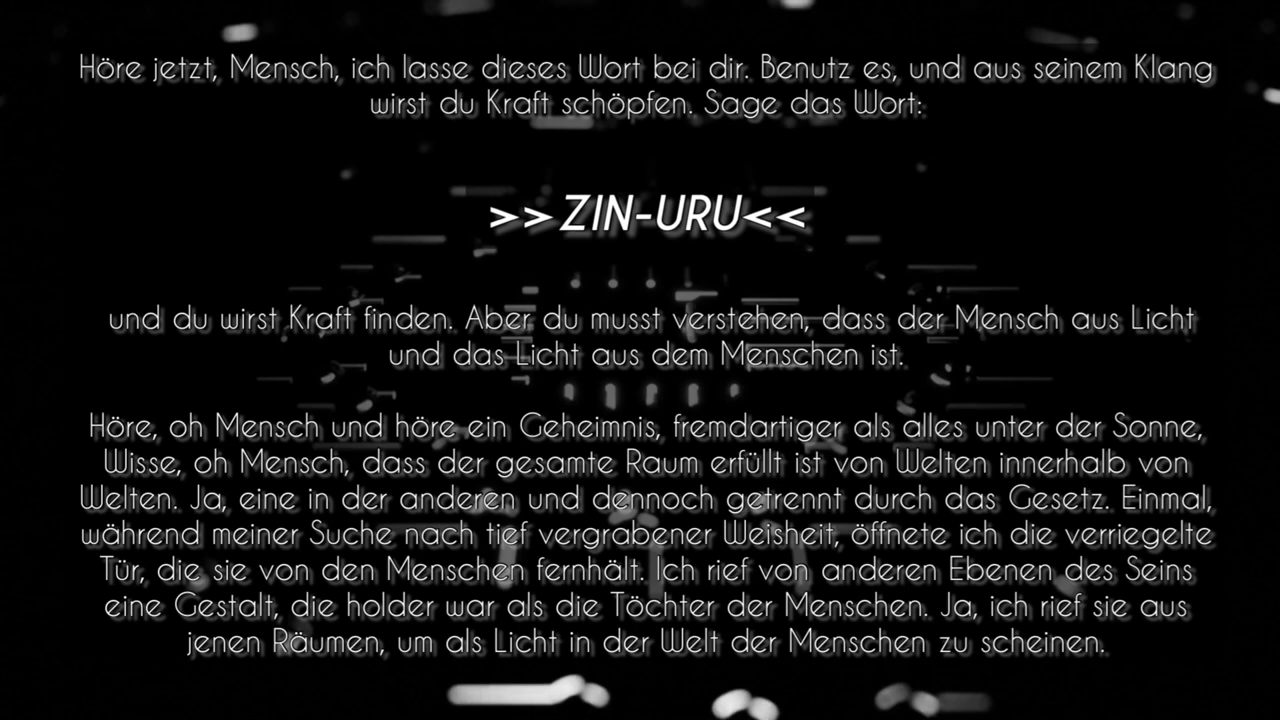 Höre jetzt, Mensch, ich lasse dieses Wort bei dir. Benutz es, und aus seinem Klang
wirst du Kraft schöpfen. Sage das Wort:
>>ZIN-URU<<
und du wirst Kraft finden. Aber du musst verstehen, dass der Mensch aus Licht
und das Licht aus dem Menschen ist.
Höre, oh Mensch und höre ein Geheimnis, fremdartiger als alles unter der Sonne,
Wisse, oh Mensch, dass der gesamte Raum erfüllt ist von Welten innerhalb von
Welten. Ja, eine in der anderen und dennoch getrennt durch das Gesetz. Einmal,
während meiner Suche nach tief vergrabener Weisheit, öffnete ich die verriegelte
Tür, die sie von den Menschen fernhält. Ich rief von anderen Ebenen des Seins
eine Gestalt, die holder war als die Töchter der Menschen. Ja, ich rief sie aus
jenen Räumen, um als Licht in der Welt der Menschen zu scheinen.